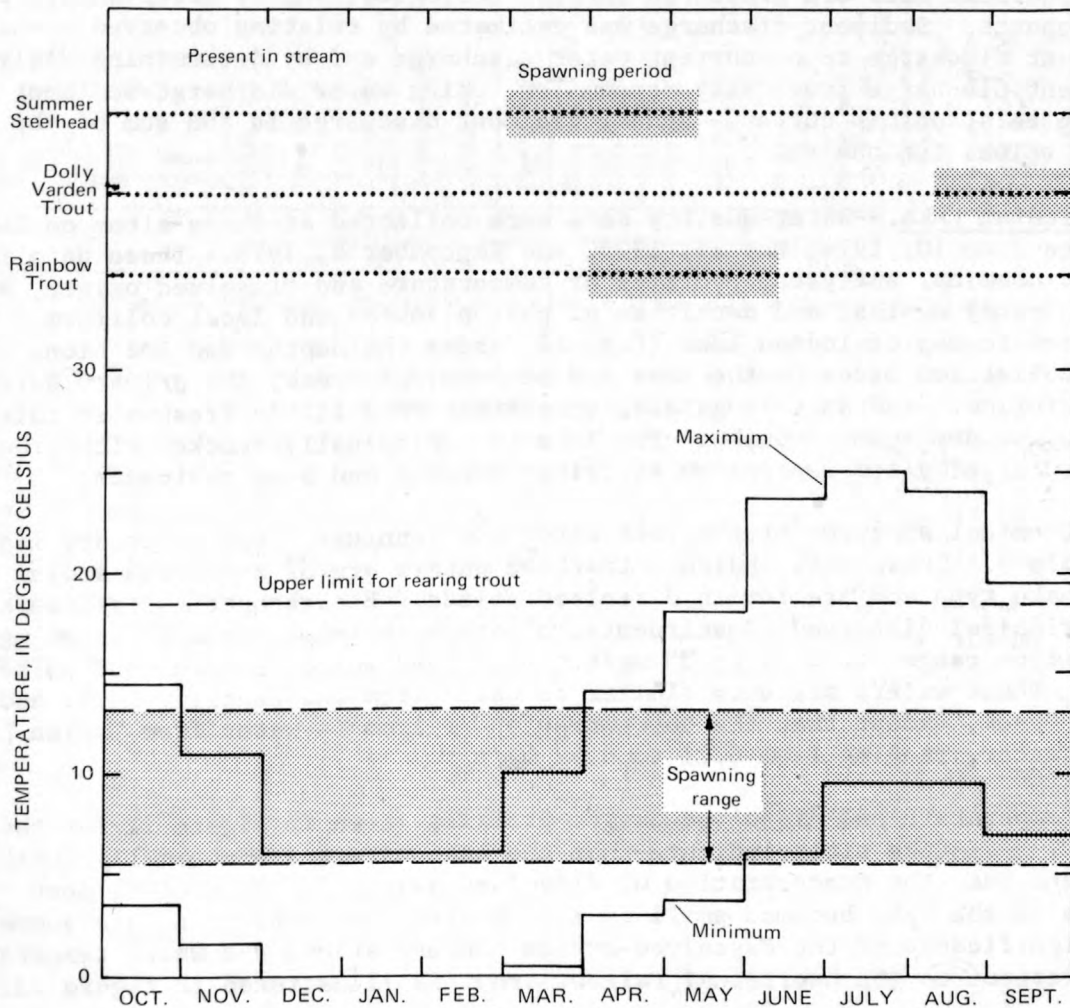 Present in stream
Spawning period
Summer
Steelhead
Dolly
Varden
Trout
Rainbow
Trout
30
Maximum
20
Upper limit for rearing trout
10
Spawning
range
Minimum
0
TEMPERATURE, IN DEGREES CELSIUS
OCT. NOV. DEC. JAN. FEB. MAR. APR. MAY JUNE JULY AUG. SEPT.